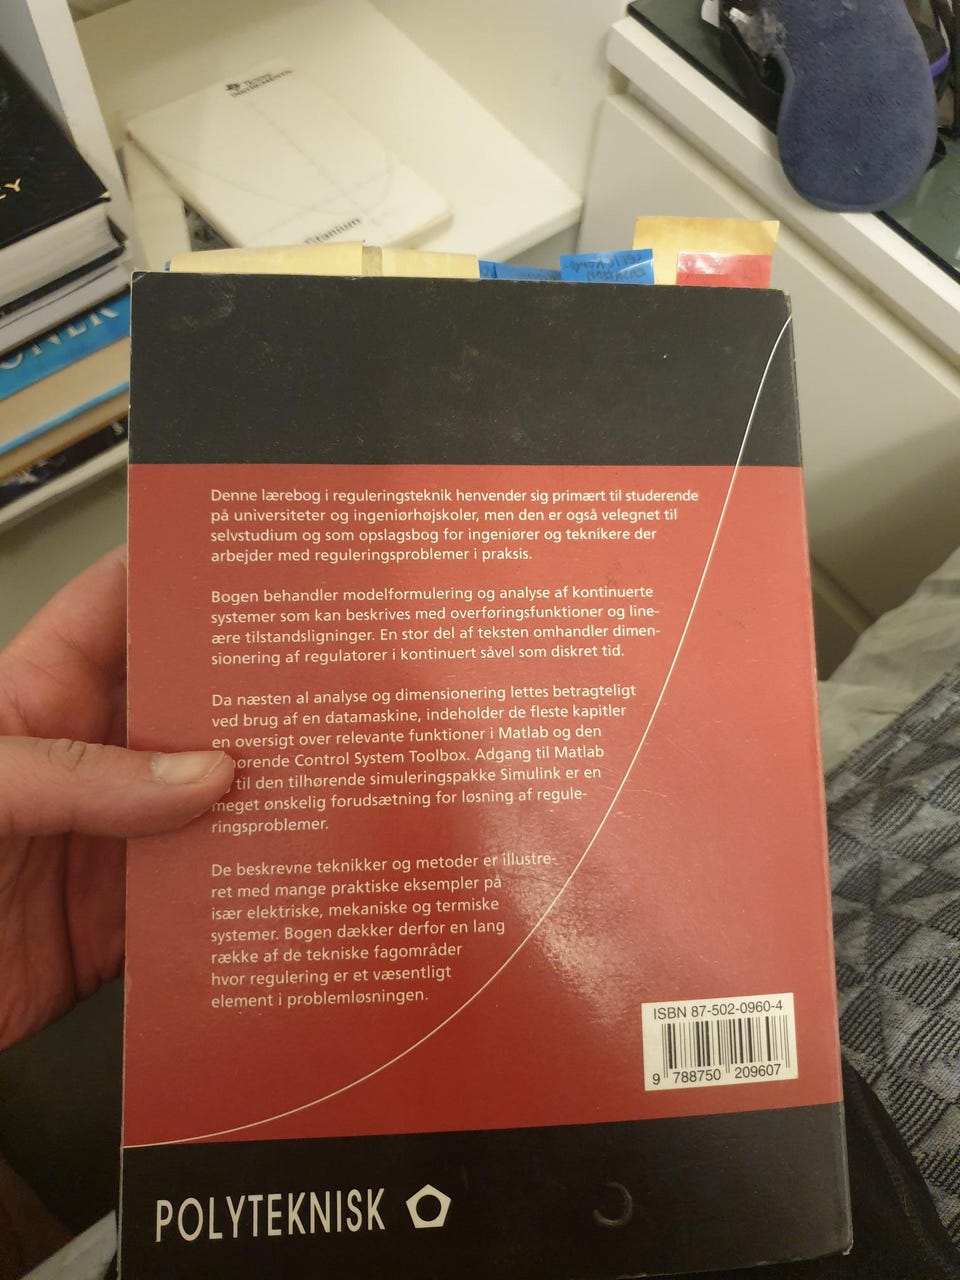 TEXAS
INSTRUMENTS
LY
Denne lærebog i reguleringsteknik henvender sig primært til studerende
på universiteter og ingeniørhøjskoler, men den er også velegnet til
selvstudium og som opslagsbog for ingeniører og teknikere der
arbejder med reguleringsproblemer i praksis.
Bogen behandler modelformulering og analyse af kontinuerte
systemer som kan beskrives med overføringsfunktioner og line-
ære tilstandsligninger. En stor del af teksten omhandler dimen-
sionering af regulatorer i kontinuert såvel som diskret tid.
Da næsten al analyse og dimensionering lettes betragteligt
ved brug af en datamaskine, indeholder de fleste kapitler
en oversigt over relevante funktioner i Matlab og den
hørende Control System Toolbox. Adgang til Matlab
til den tilhørende simuleringspakke Simulink er en
meget ønskelig forudsætning for løsning af regule-
ringsproblemer.
De beskrevne teknikker og metoder er illustre-
ret med mange praktiske eksempler på
især elektriske, mekaniske og termiske
systemer. Bogen dækker derfor en lang
række af de tekniske fagområder
hvor regulering er et væsentligt
element i problemløsningen.
ISBN 87-502-0960-4
9 788750 209607
POLYTEKNISK